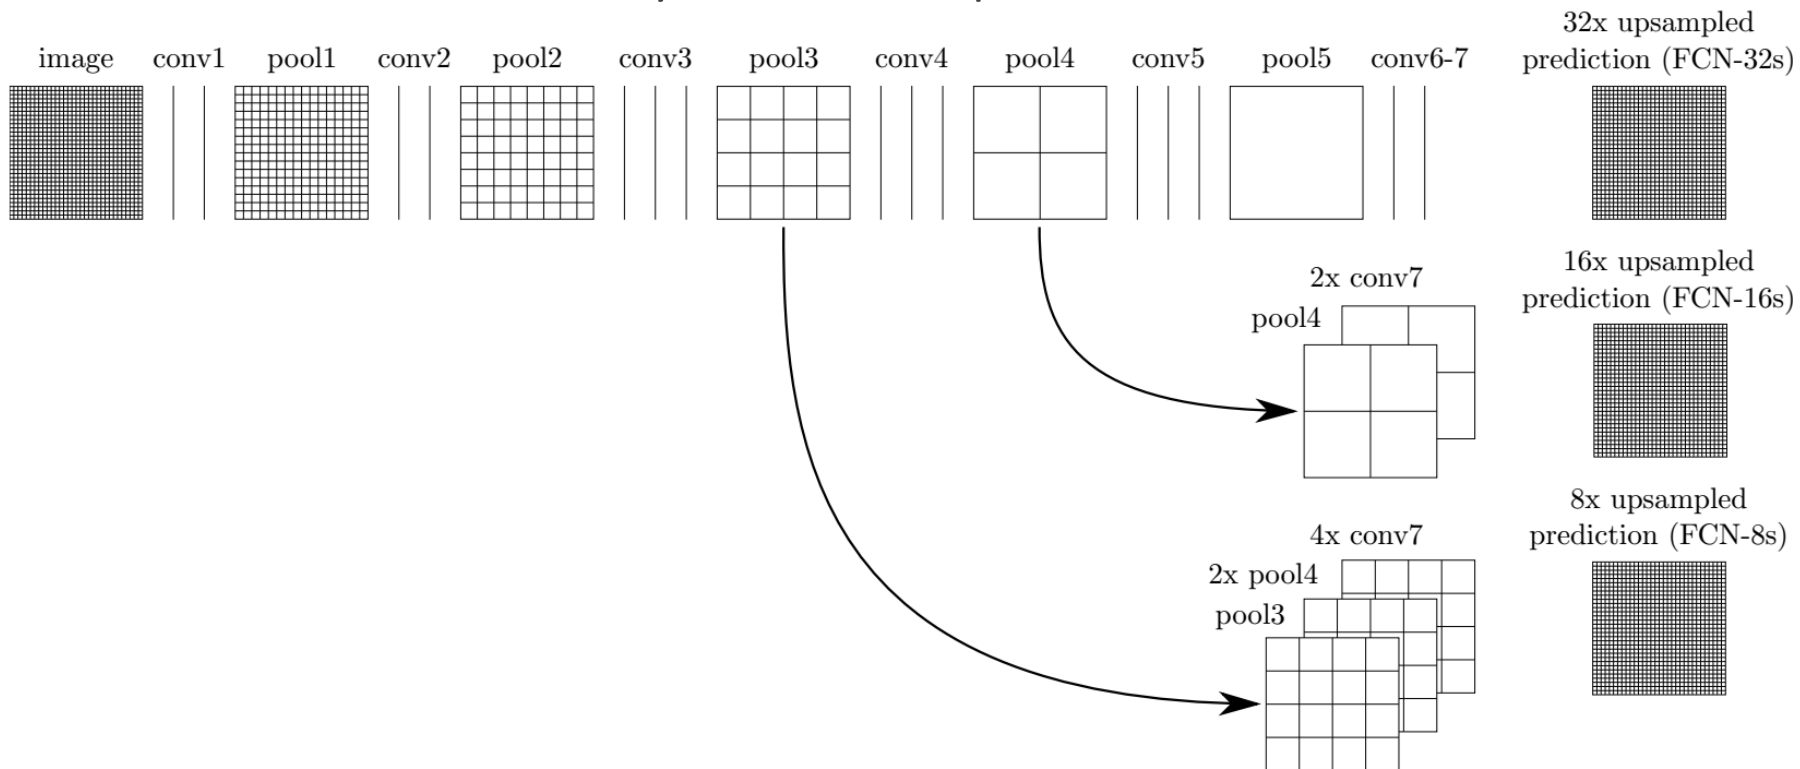 image conv1 pool1 conv2 pool2 conv3 pool3 conv4 pool4 conv5 pool5 conv6-7
32x upsampled
prediction (FCN-32s)
16x upsampled
prediction (FCN-16s)
2x conv7
pool4
8x upsampled
prediction (FCN-8s)
4x conv7
2x pool4
pool3